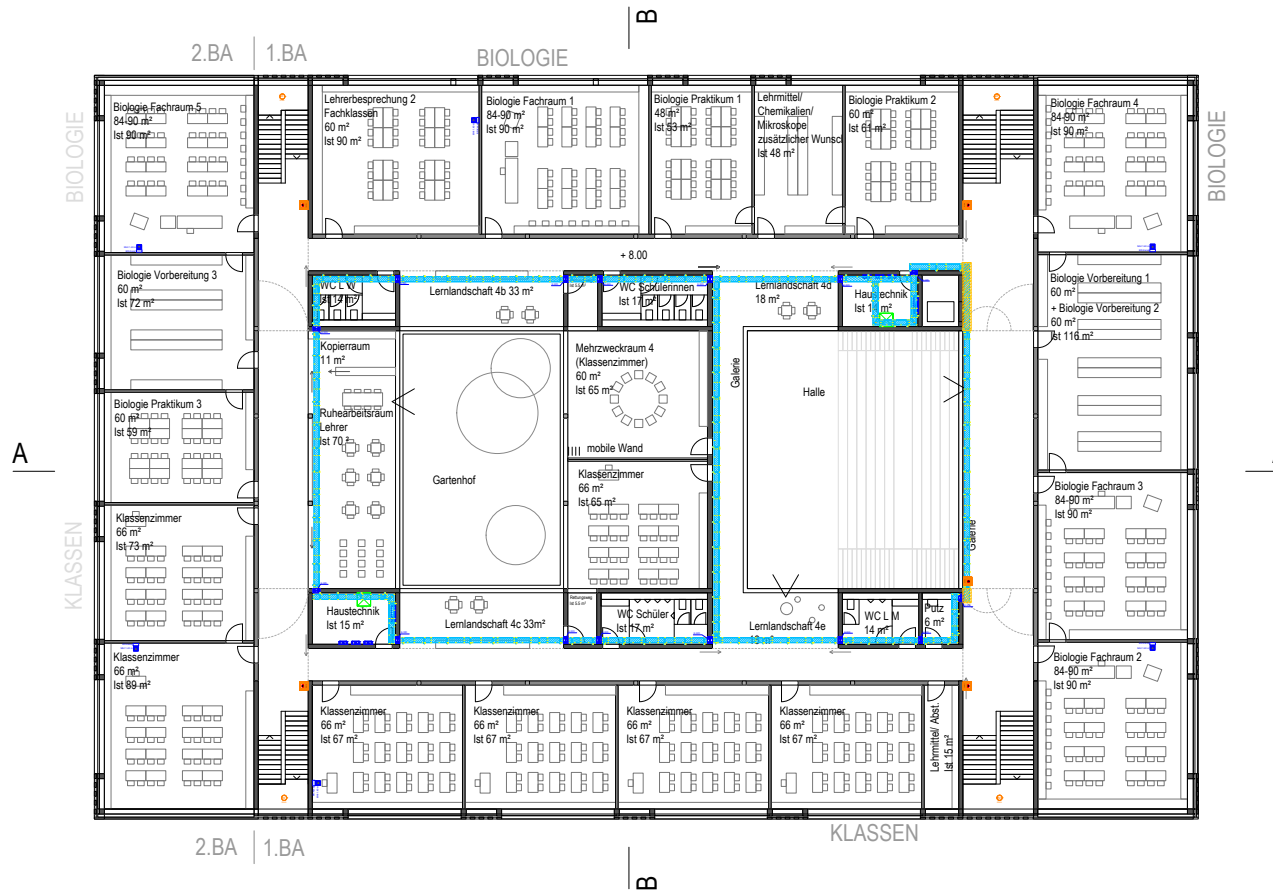 B
2.BA
1.BA
BIOLOGIE
BIOLOGIE
BIOLOGIE
Biologie Fachraum 5
84-90 m²
Ist 90 m²
Lehrerbesprechung 2
Fachklassen
60 m²
Ist 90 m²
Biologie Fachraum 1
84-90 m²
Ist 90 m²
Biologie Praktikum 1
48 m²
Ist 53 m²
Lehrmittel/
Chemikalien/
Mikroskope
zusätzlicher Wunsch
Ist 48 m²
Biologie Praktikum 2
60 m²
Ist 61 m²
Biologie Fachraum 4
84-90 m²
Ist 90 m²
+ 8.00
Biologie Vorbereitung 3
60 m²
Ist 72 m²
WC L W
Ist 14 m²
Lernlandschaft 4b 33 m²
WC Schülerinnen
Ist 17 m²
Lernlandschaft 4d
18 m²
Haustechnik
Biologie Vorbereitung 1
60 m²
+ Biologie Vorbereitung 2
60 m²
Ist 116 m²
Kopierraum
11 m²
Mehrzweckraum 4
(Klassenzimmer)
60 m²
Ist 65 m²
Galerie
Halle
Biologie Praktikum 3
60 m²
Ist 59 m²
Ruhearbeitsraum
Lehrer
Ist 70
mobile Wand
A
Gartenhof
Klassenzimmer
66 m²
Ist 65 m²
Biologie Fachraum 3
84-90 m²
Ist 90 m²
KLASSEN
Klassenzimmer
66 m²
Ist 73 m²
Galerie
Haustechnik
Ist 15 m²
Lernlandschaft 4c 33m²
Rettungsweg
WC Schüler
Ist 17 m²
Lernlandschaft 4e
WC L M
14 m²
Putz
6 m²
Klassenzimmer
66 m²
Ist 89 m²
Biologie Fachraum 2
84-90 m²
Ist 90 m²
Klassenzimmer
66 m²
Ist 67 m²
Klassenzimmer
66 m²
Ist 67 m²
Klassenzimmer
66 m²
Ist 67 m²
Klassenzimmer
66 m²
Ist 67 m²
Lehrmittel/ Abst.
Ist 15 m²
2.BA
1.BA
KLASSEN
B